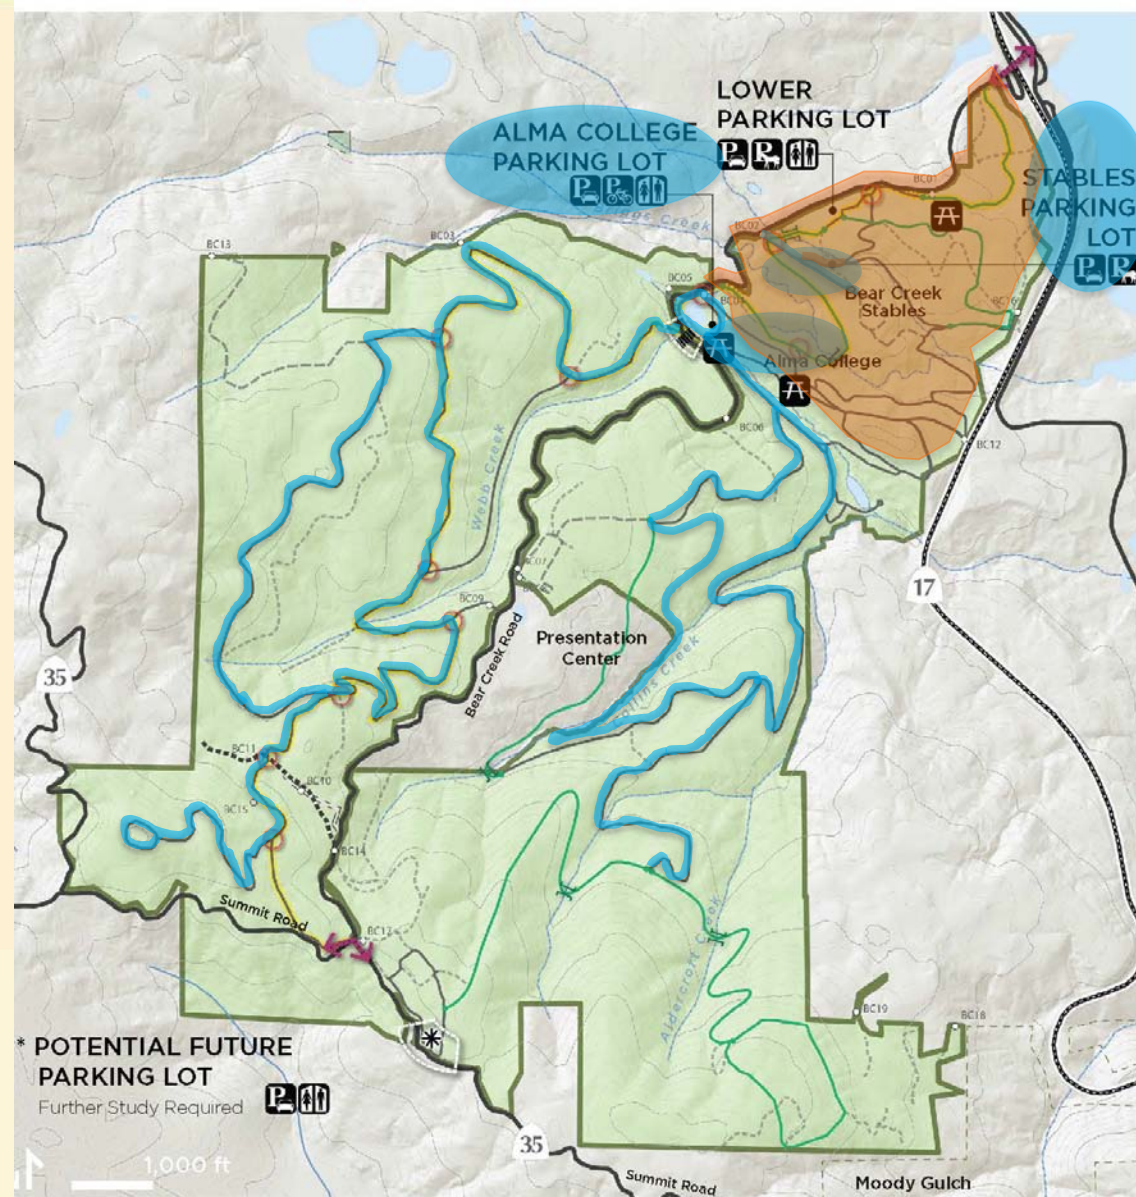 LOWER
PARKING LOT
ALMA COLLEGE
PARKING LOT
STABLES
PARKING
LOT
BC01
BC02
BC03
BC13
BC05
BC04
Bear Creek
Stables
BC16
Alma College
BC06
BC12
Webb Creek
BC07
17
BC09
Presentation
Center
Bear Creek Road
Collins Creek
35
BC11
BC10
BC15
BC14
Summit Road
BC17
Aldercroft Creek
BC19
BC18
* POTENTIAL FUTURE
PARKING LOT
Further Study Required
35
1,000 ft
Summit Road
Moody Gulch